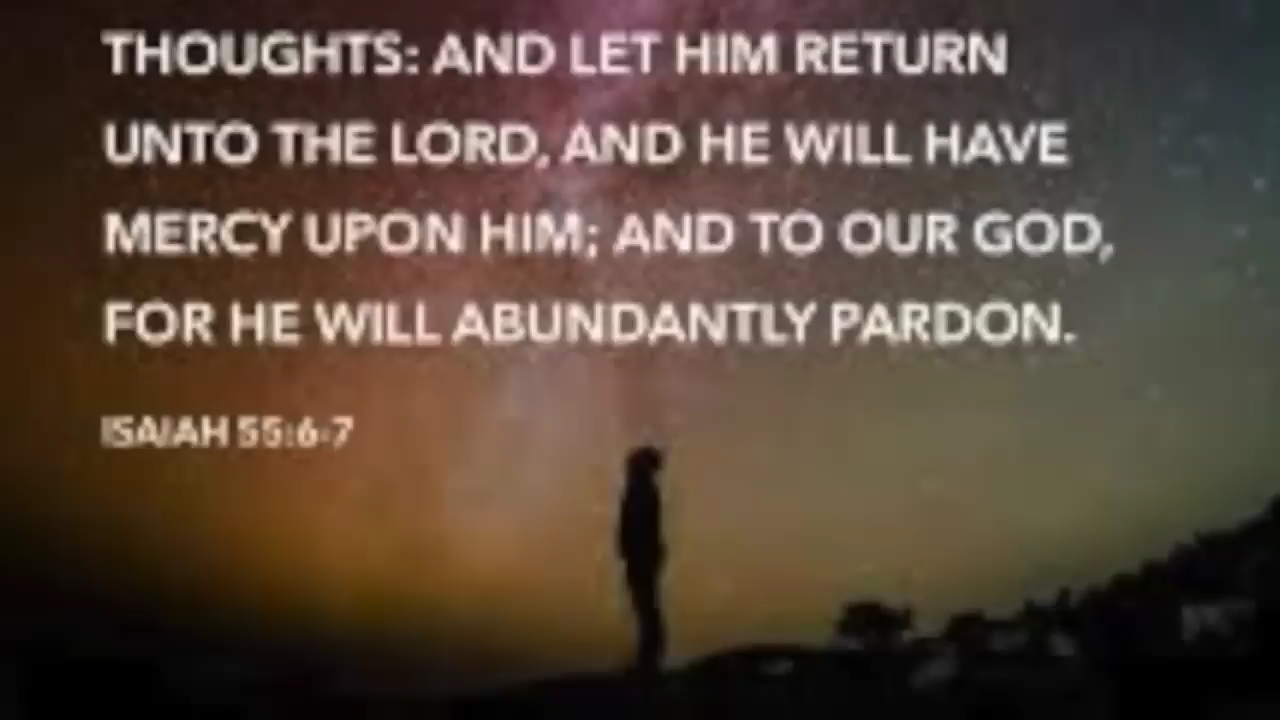 THOUGHTS: AND LET HIM RETURN
UNTO THE LORD, AND HE WILL HAVE
MERCY UPON HIM; AND TO OUR GOD,
FOR HE WILL ABUNDANTLY PARDON.
ISAIAH 55:6-7